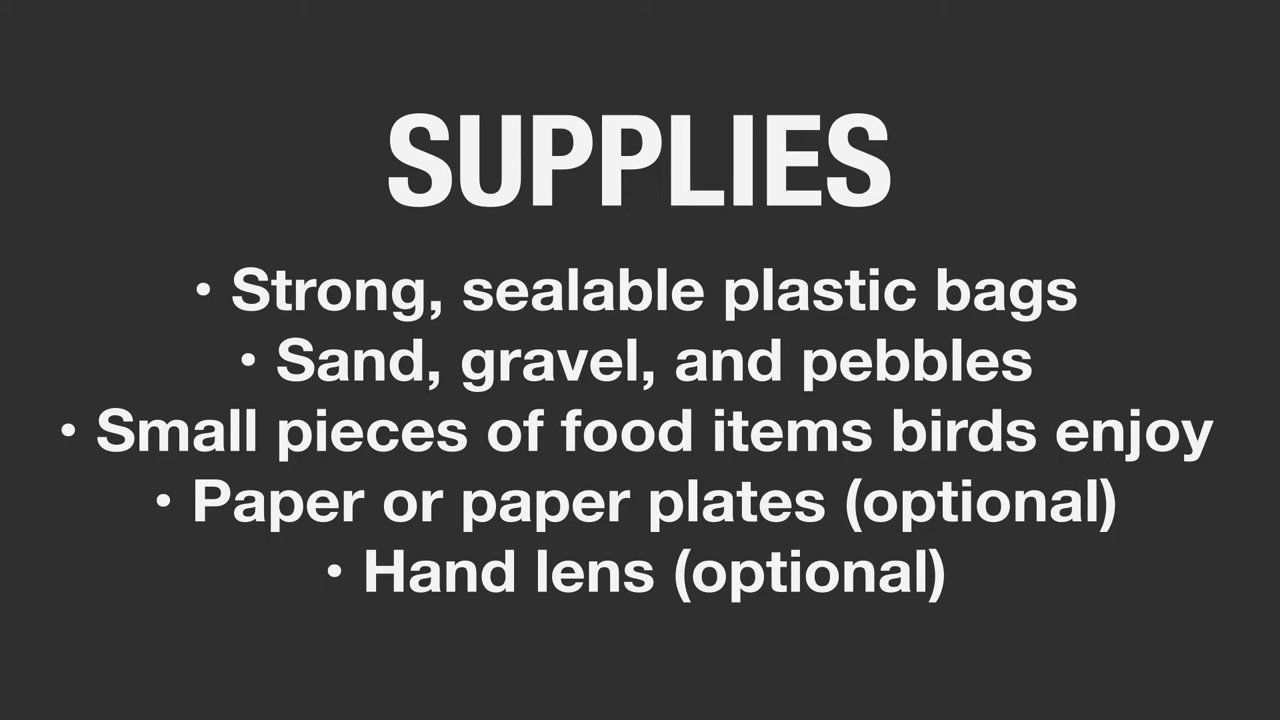 SUPPLIES
• Strong, sealable plastic bags
• Sand, gravel, and pebbles
• Small pieces of food items birds enjoy
• Paper or paper plates (optional)
• Hand lens (optional)